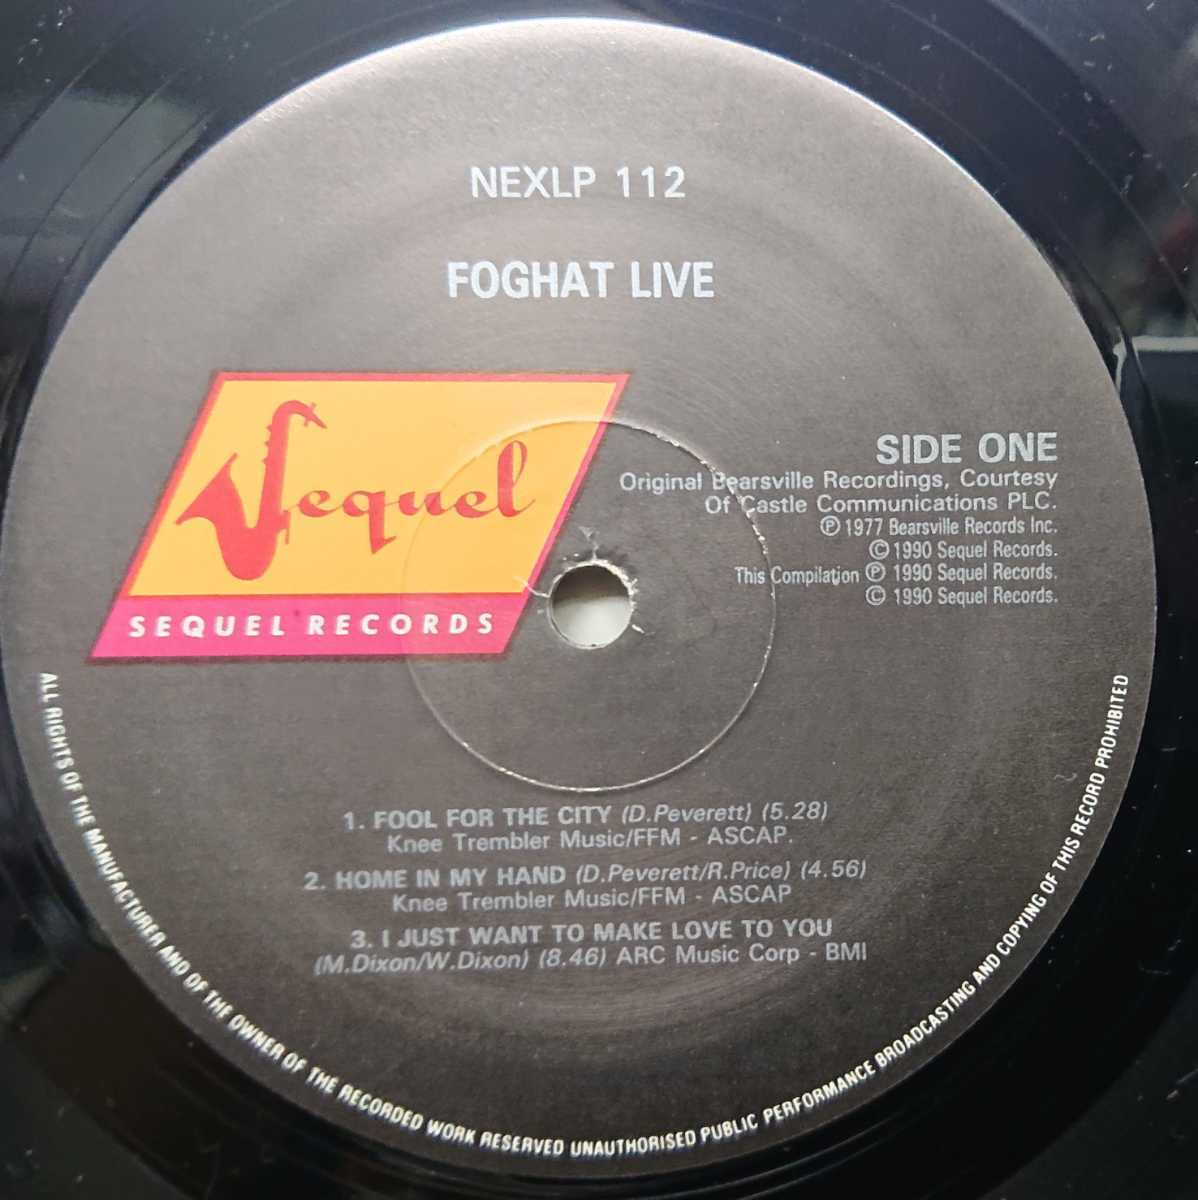 NEXLP 112
FOGHAT LIVE
Sequel
SEQUEL RECORDS
SIDE ONE
Original Bearsville Recordings, Courtesy
Of Castle Communications PLC.
℗ 1977 Bearsville Records Inc.
© 1990 Sequel Records.
This Compilation ℗ 1990 Sequel Records.
© 1990 Sequel Records.
1. FOOL FOR THE CITY (D.Peverett) (5.28)
Knee Trembler Music/FFM - ASCAP.
2. HOME IN MY HAND (D.Peverett/R.Price) (4.56)
Knee Trembler Music/FFM - ASCAP
3. I JUST WANT TO MAKE LOVE TO YOU
(M.Dixon/W.Dixon) (8.46) ARC Music Corp - BMI
ALL RIGHTS OF THE MANUFACTURER AND OF THE OWNER OF THE RECORDED WORK RESERVED UNAUTHORISED PUBLIC PERFORMANCE BROADCASTING AND COPYING OF THIS RECORD PROHIBITED